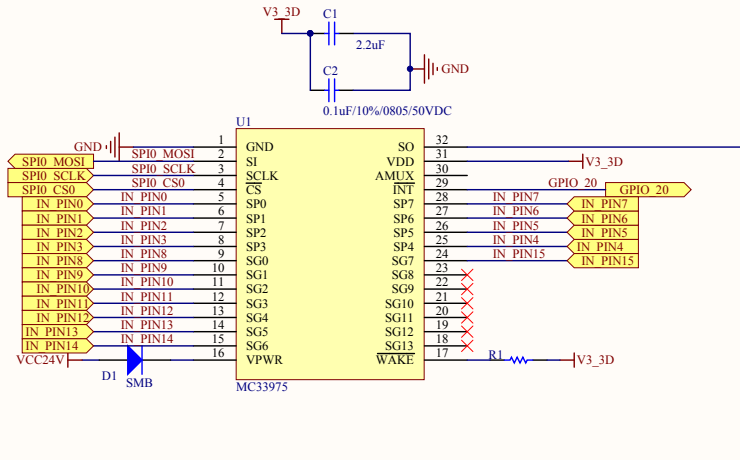 V3_3D
C1
2.2uF
GND
C2
0.1uF/10%/0805/50VDC
U1
GND 1 GND SO 32
SPI0_MOSI SPI0_MOSI 2 SI VDD 31 V3_3D
SPI0_SCLK SPI0_SCLK 3 SCLK AMUX 30
SPI0_CS0 SPI0_CS0 4 CS INT 29 GPIO_20 GPIO_20
IN_PIN0 IN_PIN0 5 SP0 SP7 28 IN_PIN7 IN_PIN7
IN_PIN1 IN_PIN1 6 SP1 SP6 27 IN_PIN6 IN_PIN6
IN_PIN2 IN_PIN2 7 SP2 SP5 26 IN_PIN5 IN_PIN5
IN_PIN3 IN_PIN3 8 SP3 SP4 25 IN_PIN4 IN_PIN4
IN_PIN8 IN_PIN8 9 SG0 SG7 24 IN_PIN15 IN_PIN15
IN_PIN9 IN_PIN9 10 SG1 SG8 23
IN_PIN10 IN_PIN10 11 SG2 SG9 22
IN_PIN11 IN_PIN11 12 SG3 SG10 21
IN_PIN12 IN_PIN12 13 SG4 SG11 20
IN_PIN13 IN_PIN13 14 SG5 SG12 19
IN_PIN14 IN_PIN14 15 SG6 SG13 18
VCC24V 16 VPWR WAKE 17 R1 V3_3D
D1 SMB
MC33975